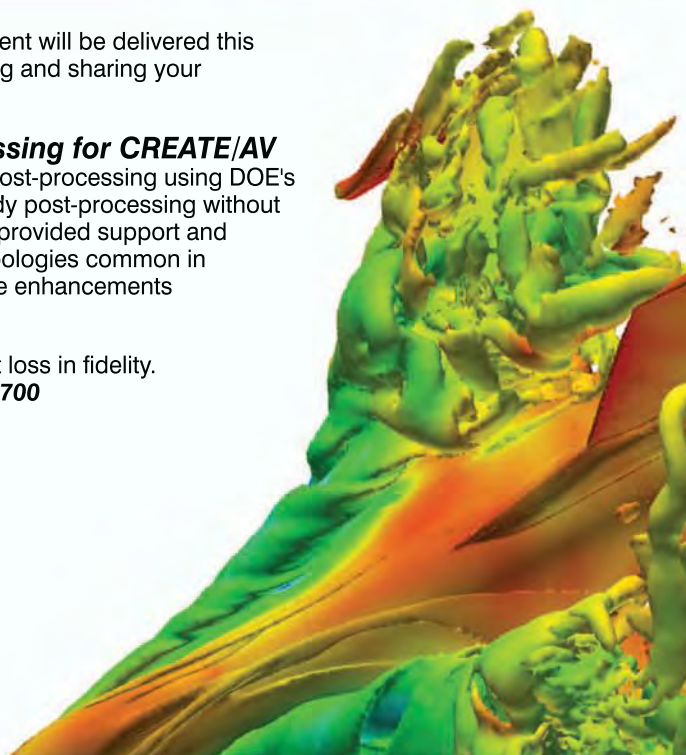 ent will be delivered this
g and sharing your
ssing for CREATE/AV
ost-processing using DOE's
dy post-processing without
provided support and
ologies common in
e enhancements
loss in fidelity.
700